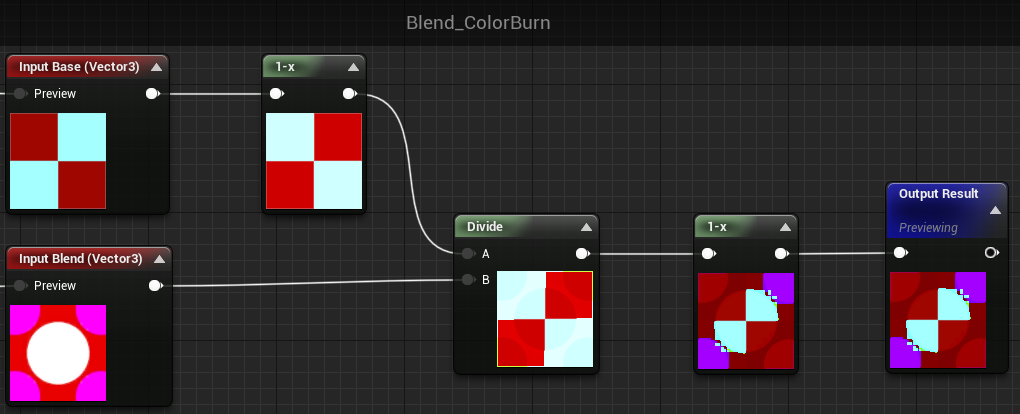 Blend_ColorBurn
Input Base (Vector3)
Preview
1-x
Input Blend (Vector3)
Preview
Divide
A
B
1-x
Output Result
Previewing